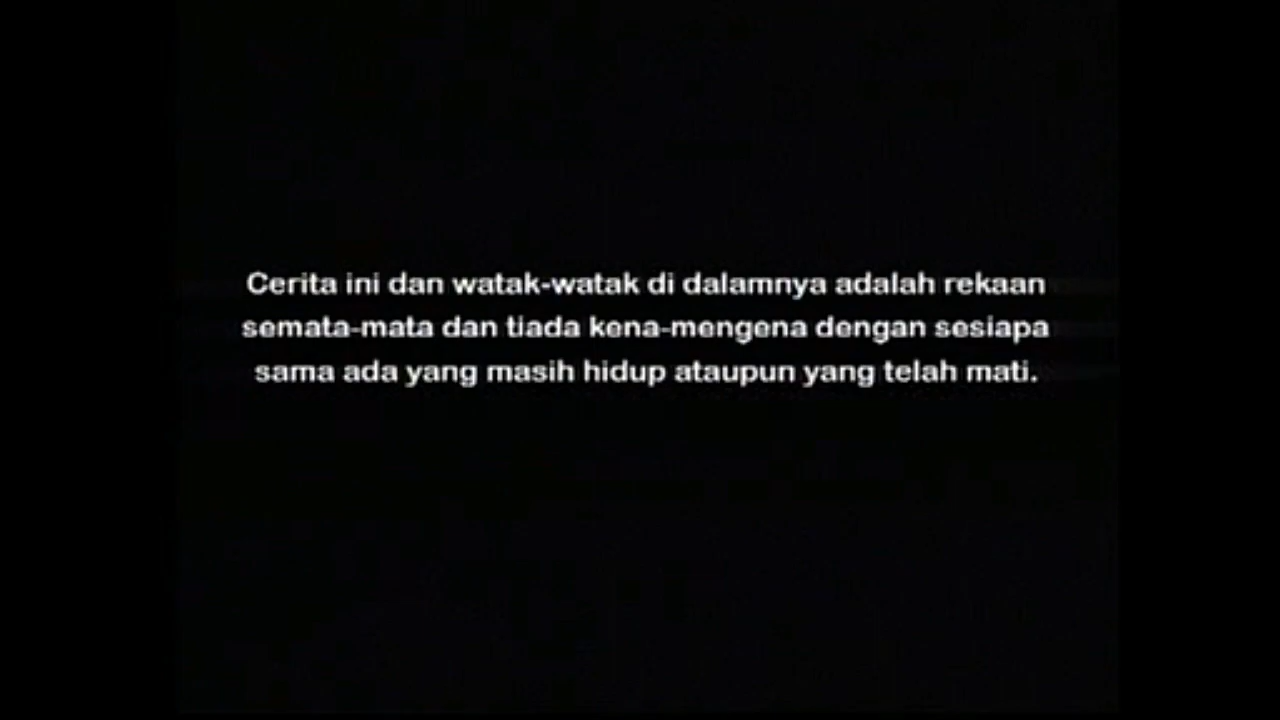 Cerita ini dan watak-watak di dalamnya adalah rekaan
semata-mata dan tiada kena-mengena dengan sesiapa
sama ada yang masih hidup ataupun yang telah mati.